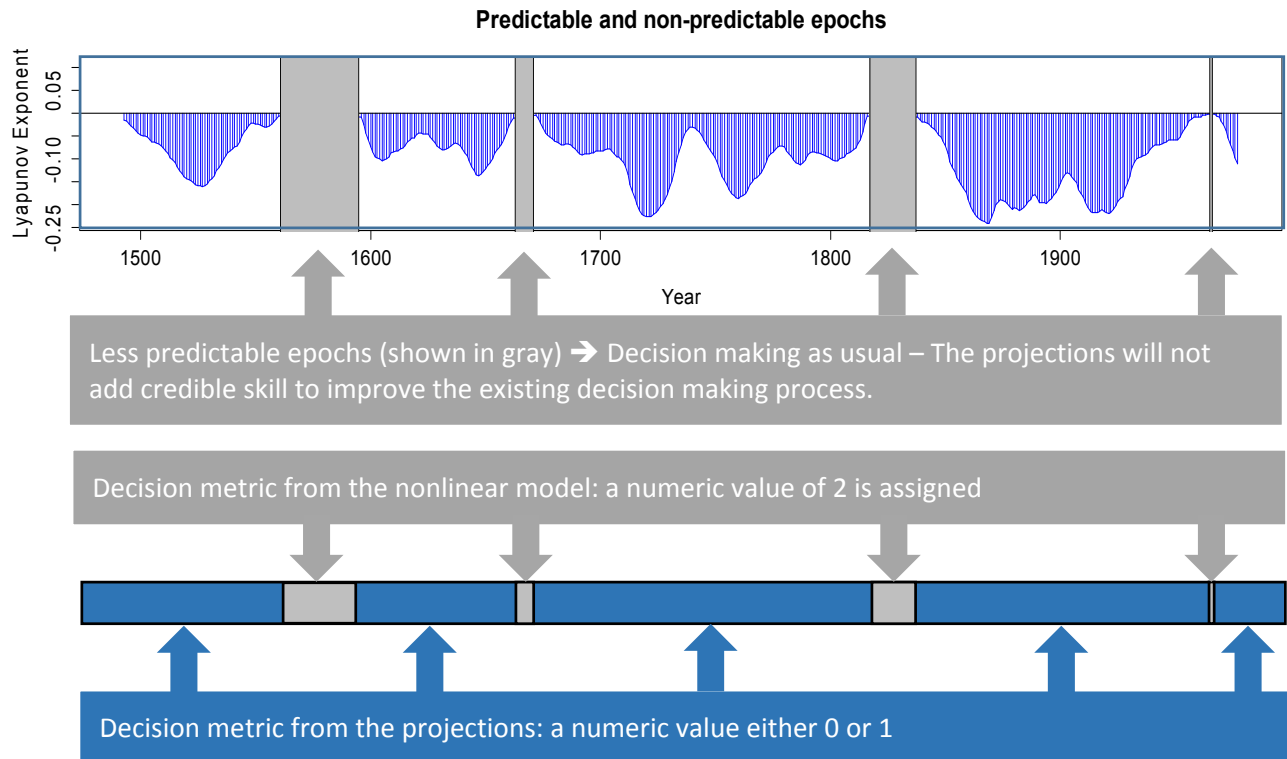 Predictable and non-predictable epochs
Lyapunov Exponent
0.05
-0.10
-0.25
1500 1600 1700 1800 1900
Year
Less predictable epochs (shown in gray) ➔ Decision making as usual – The projections will not
add credible skill to improve the existing decision making process.
Decision metric from the nonlinear model: a numeric value of 2 is assigned
Decision metric from the projections: a numeric value either 0 or 1